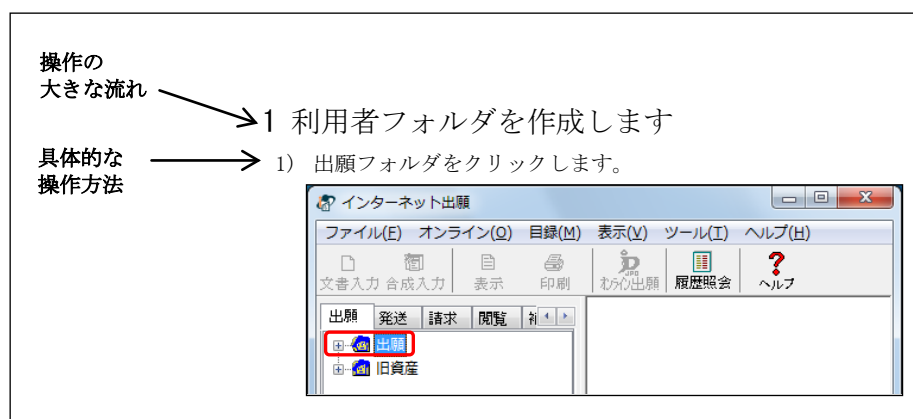 操作の
大きな流れ
1 利用者フォルダを作成します
具体的な
操作方法
1) 出願フォルダをクリックします。
インターネット出願
ファイル(F) オンライン(O) 目録(M) 表示(V) ツール(T) ヘルプ(H)
文書入力 合成入力 表示 印刷 オンライン出願 履歴照会 ヘルプ
出願 発送 請求 閲覧
出願
旧資産